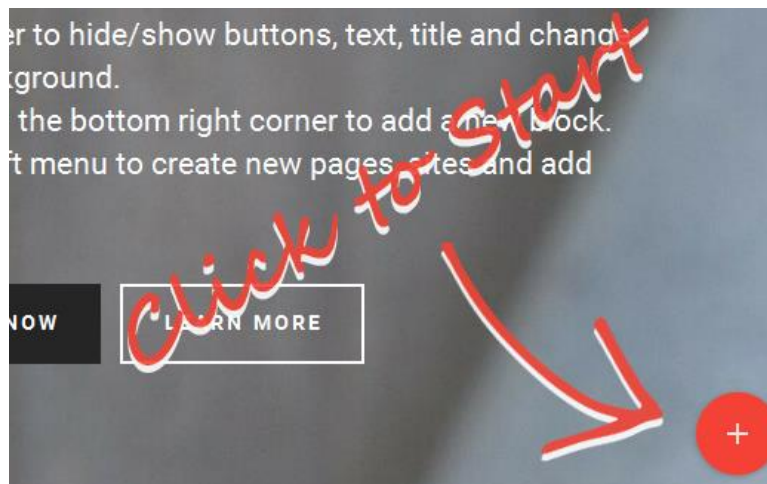 er to hide/show buttons, text, title and change
kground.
the bottom right corner to add a new block.
ft menu to create new pages, sites and add
Click to Start
NOW
LEARN MORE
+